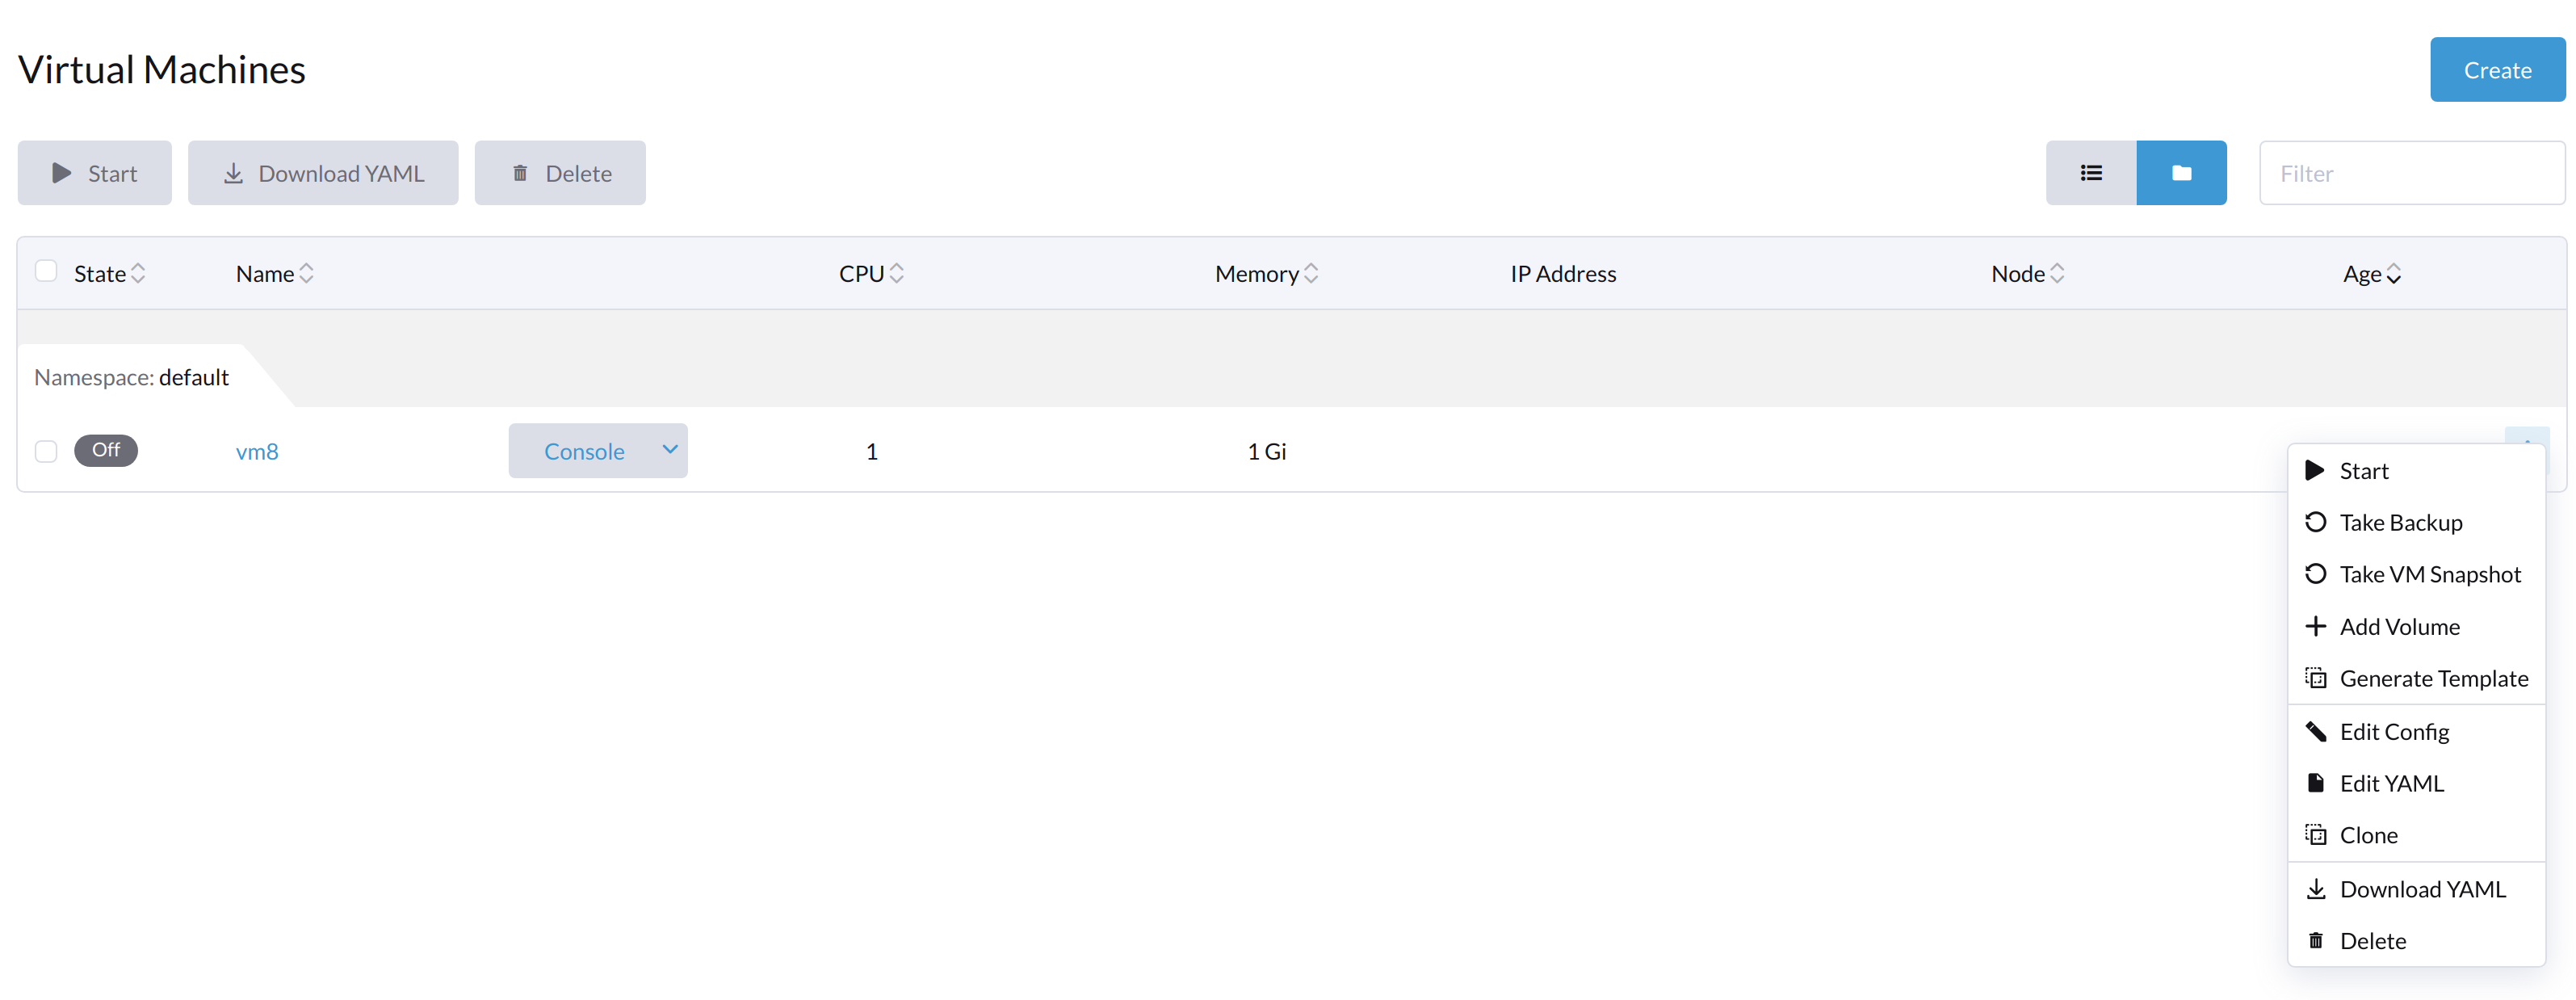 Virtual Machines
Create
Start
Download YAML
Delete
Filter
State Name CPU Memory IP Address Node Age
Namespace: default
Off vm8 Console 1 1 Gi
Start
Take Backup
Take VM Snapshot
Add Volume
Generate Template
Edit Config
Edit YAML
Clone
Download YAML
Delete